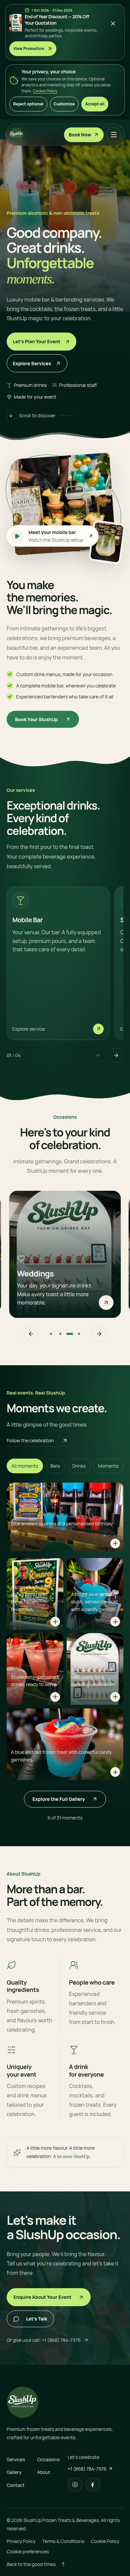 1 Oct 2026 – 31 Dec 2026
End of Year Discount — 20% Off
Your Quotation
Perfect for weddings, corporate events,
and birthday parties.
View Promotion
Your privacy, your choice
We save your choices on this device. Optional
analytics and marketing stay off unless you allow
them. Cookie Policy
Reject optional
Customize
Accept all
SlushUp
Book Now
Premium alcoholic & non-alcoholic treats
Good company.
Great drinks.
Unforgettable
moments.
Luxury mobile bar & bartending services. We
bring the cocktails, the frozen treats, and a little
SlushUp magic to your celebration.
Let's Plan Your Event
Explore Services
Premium drinks
Professional staff
Made for your event
Scroll to discover
Meet your mobile bar
Watch the SlushUp setup
You make
the memories.
We'll bring the magic.
From intimate gatherings to life's biggest
celebrations, we bring premium beverages, a
beautiful bar, and an experienced team. All you
have to do is enjoy the moment.
Custom drink menus, made for your occasion
A complete mobile bar, wherever you celebrate
Experienced bartenders who take care of it all
Book Your SlushUp
Our services
Exceptional drinks.
Every kind of
celebration.
From the first pour to the final toast.
Your complete beverage experience,
beautifully served.
Mobile Bar
Your venue. Our bar. A fully equipped
setup, premium pours, and a team
that takes care of every detail.
Explore service
01 / 04
Occasions
Here's to your kind
of celebration.
Intimate gatherings. Grand celebrations. A
SlushUp moment for every one.
SlushUp
PREMIUM DRINKS BAR
Weddings
Your day, your signature drinks.
Make every toast a little more
memorable.
Real events. Real SlushUp.
Moments we create.
A little glimpse of the good times.
Follow the celebration
All moments
Bars
Drinks
Moments
A blue and red frozen treat with colourful candy
garnishes.
Explore the Full Gallery
6 of 31 moments
About SlushUp
More than a bar.
Part of the memory.
The details make the difference. We bring
thoughtful drinks, professional service, and our
signature touch to every celebration.
Quality
ingredients
Premium spirits,
fresh garnishes,
and flavours worth
celebrating.
People who care
Experienced
bartenders and
friendly service
from start to finish.
Uniquely
your event
Custom recipes
and drink menus
tailored to your
celebration.
A drink
for everyone
Cocktails,
mocktails, and
frozen treats. Every
guest is included.
A little more flavour. A little more
celebration. A lot more SlushUp.
Let's make it
a SlushUp occasion.
Bring your people. We'll bring the flavour.
Tell us what you're celebrating and let's take it
from there.
Enquire About Your Event
Let's Talk
Or give us a call: +1 (868) 784-7976
SlushUp
Premium frozen treats and beverage experiences,
crafted for unforgettable moments.
Services
Occasions
Gallery
About
Contact
Let's celebrate
+1 (868) 784-7976
© 2026 SlushUp Frozen Treats & Beverages. All rights
reserved.
Privacy Policy
Terms & Conditions
Cookie Policy
Cookie preferences
Back to the good times